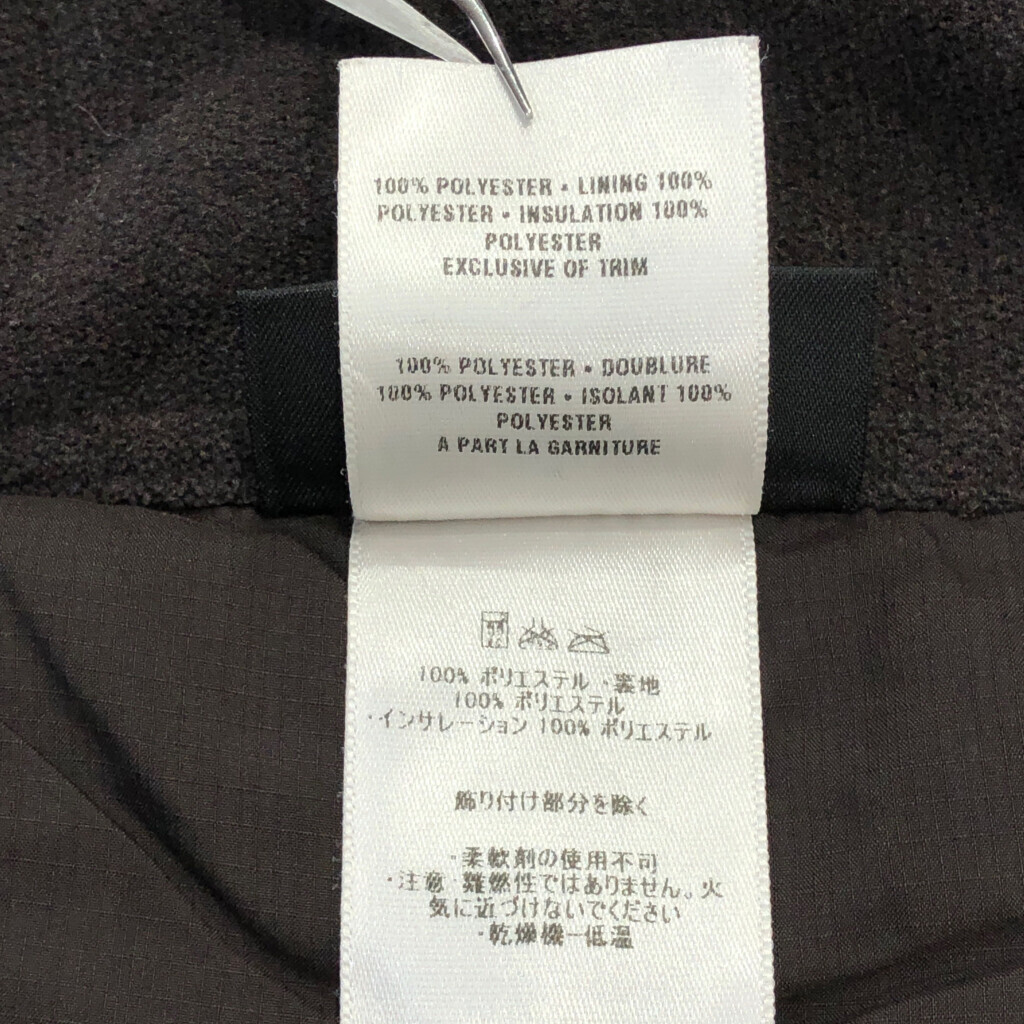 100% POLYESTER • LINING 100%
POLYESTER • INSULATION 100%
POLYESTER
EXCLUSIVE OF TRIM
100% POLYESTER • DOUBLURE
100% POLYESTER • ISOLANT 100%
POLYESTER
A PART LA GARNITURE
100% ポリエステル ・裏地
100% ポリエステル
・インサレーション 100% ポリエステル
飾り付け部分を除く
・柔軟剤の使用不可
・注意 難燃性ではありません。火
気に近づけないでください
・乾燥機－低温